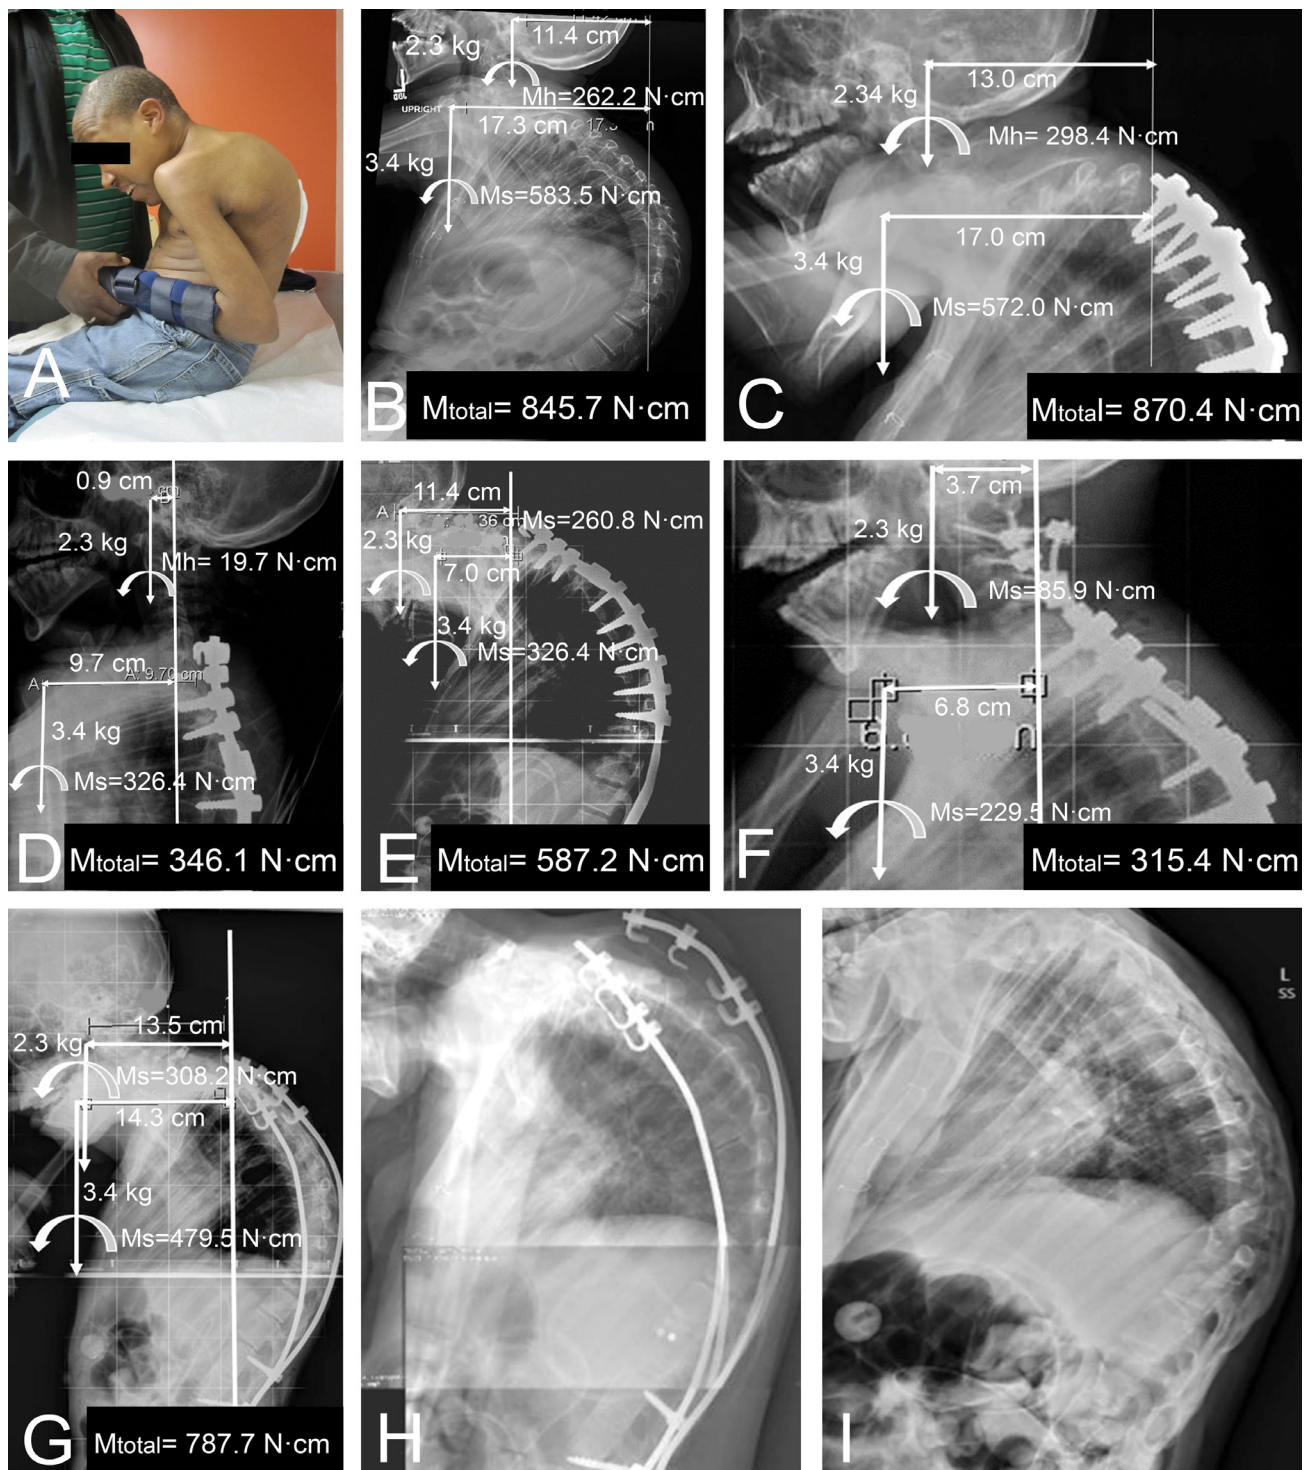 2.3 kg
11.4 cm
Mh=262.2 N·cm
UPRIGHT
17.3 cm
3.4 kg
Ms=583.5 N·cm
B
Mtotal= 845.7 N·cm
A
13.0 cm
2.34 kg
Mh= 298.4 N·cm
17.0 cm
3.4 kg
Ms=572.0 N·cm
C
Mtotal= 870.4 N·cm
0.9 cm
2.3 kg
Mh= 19.7 N·cm
9.7 cm
A: 9.70 cm
A
3.4 kg
Ms=326.4 N·cm
D
Mtotal= 346.1 N·cm
11.4 cm
A
Ms=260.8 N·cm
2.3 kg
7.0 cm
3.4 kg
Ms=326.4 N·cm
E
Mtotal= 587.2 N·cm
3.7 cm
2.3 kg
Ms=85.9 N·cm
6.8 cm
3.4 kg
Ms=229.5 N·cm
F
Mtotal= 315.4 N·cm
13.5 cm
2.3 kg
Ms=308.2 N·cm
14.3 cm
3.4 kg
Ms=479.5 N·cm
G
Mtotal= 787.7 N·cm
H
L
SS
I